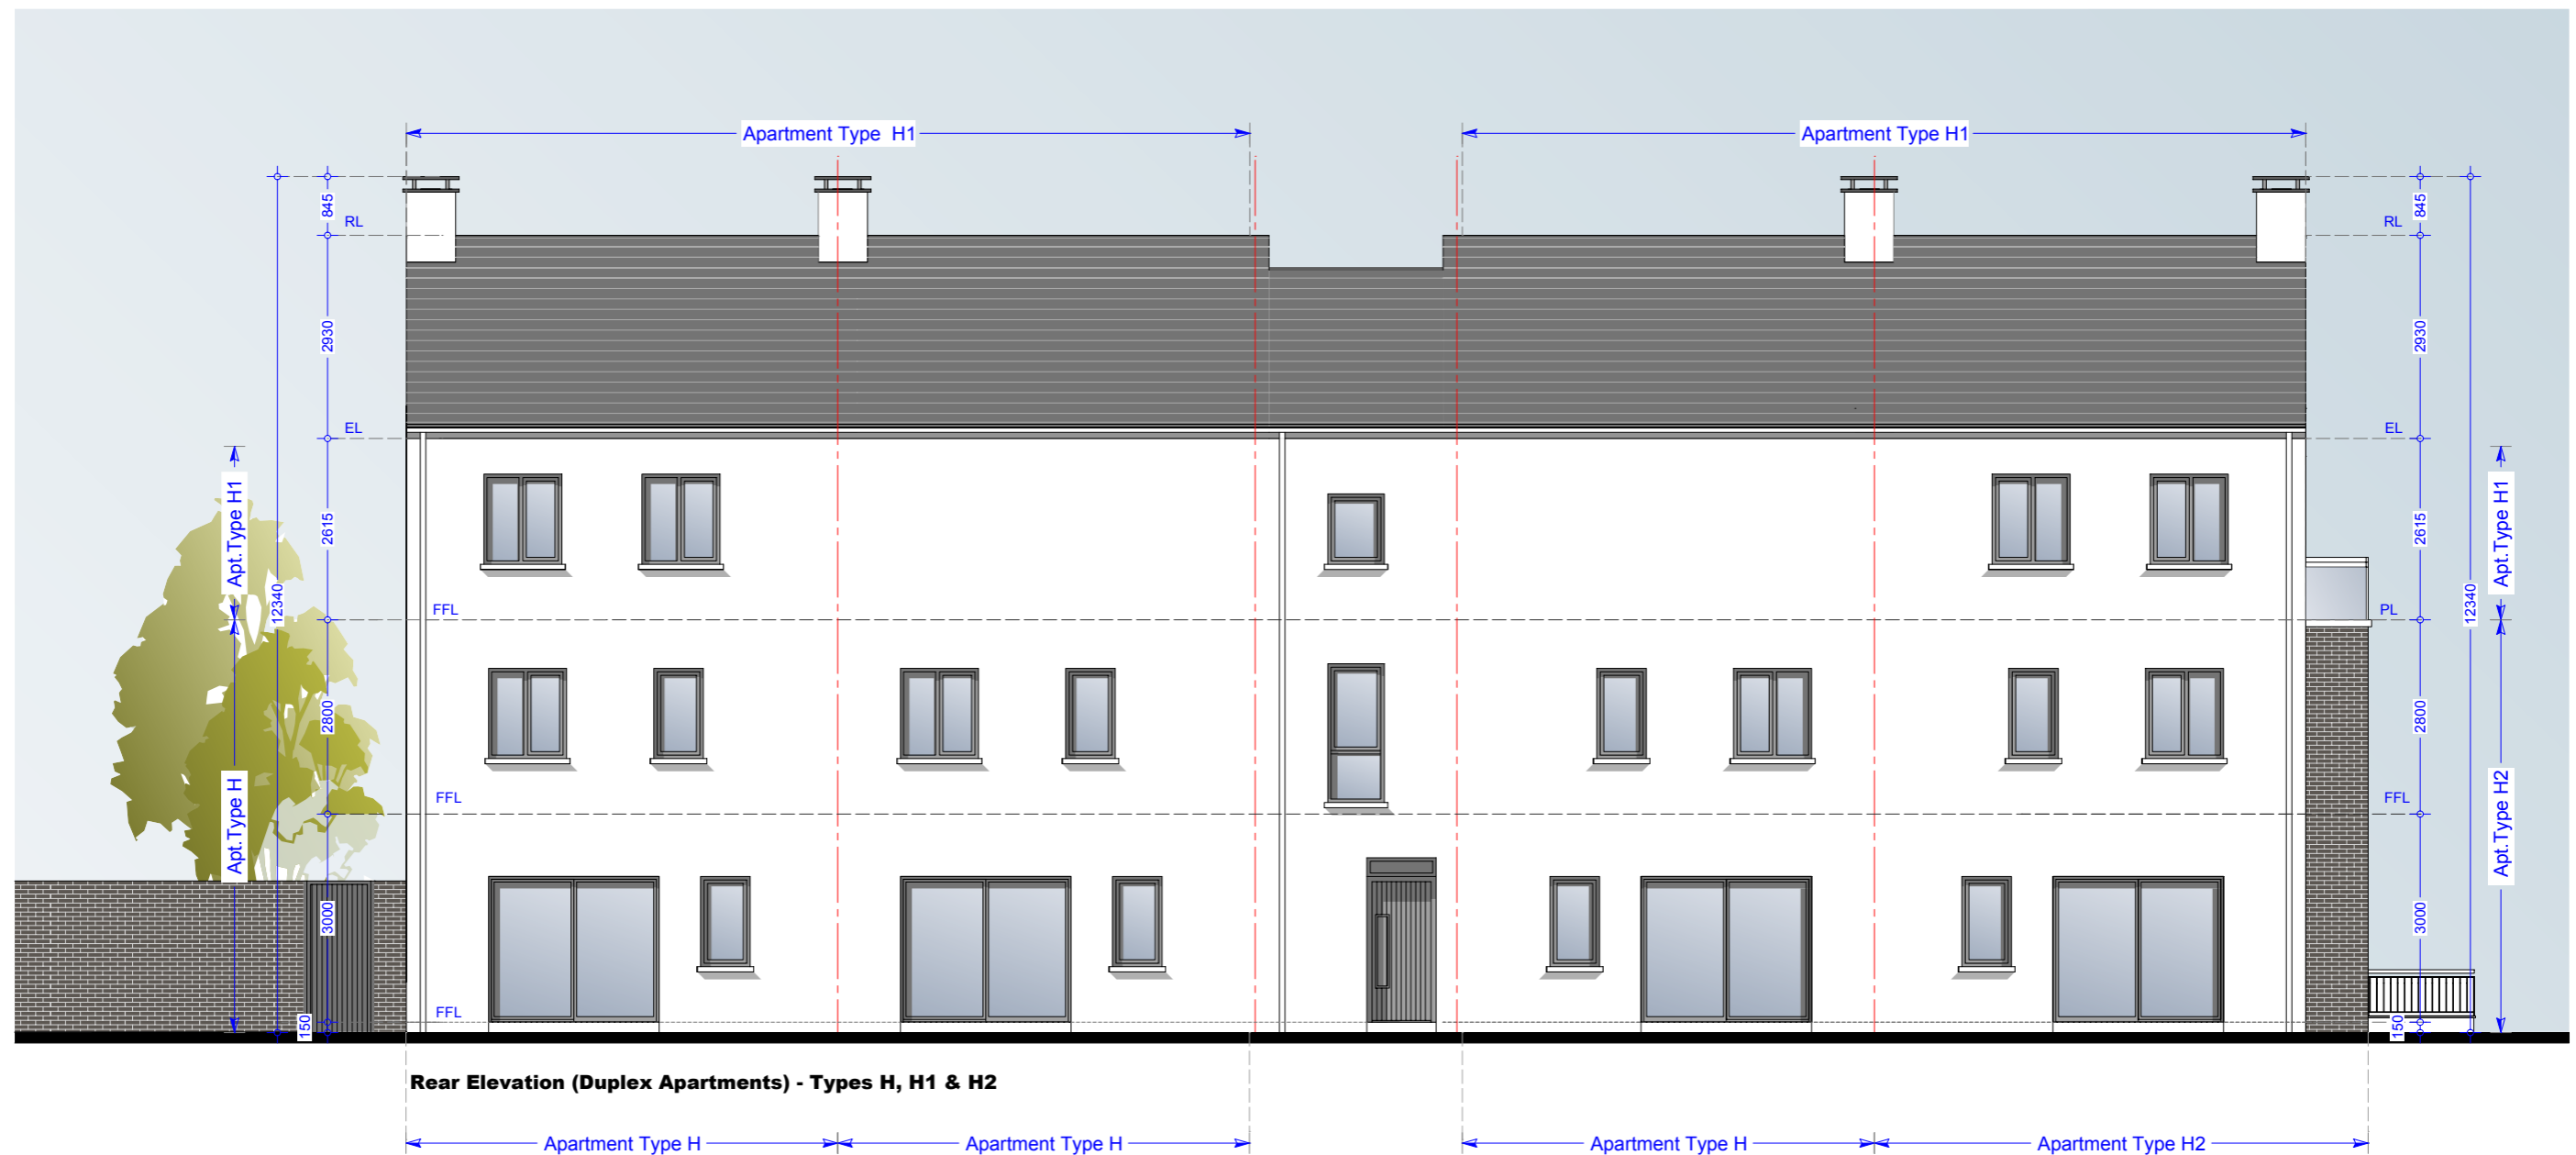 Apartment Type H1
Apartment Type H1
845
RL
RL
845
2930
2930
EL
EL
Apt.Type H1
2615
2615
Apt.Type H1
12340
FFL
PL
12340
2800
2800
FFL
FFL
Apt.Type H
Apt.Type H2
3000
3000
FFL
150
150
Rear Elevation (Duplex Apartments) - Types H, H1 & H2
Apartment Type H
Apartment Type H
Apartment Type H
Apartment Type H2